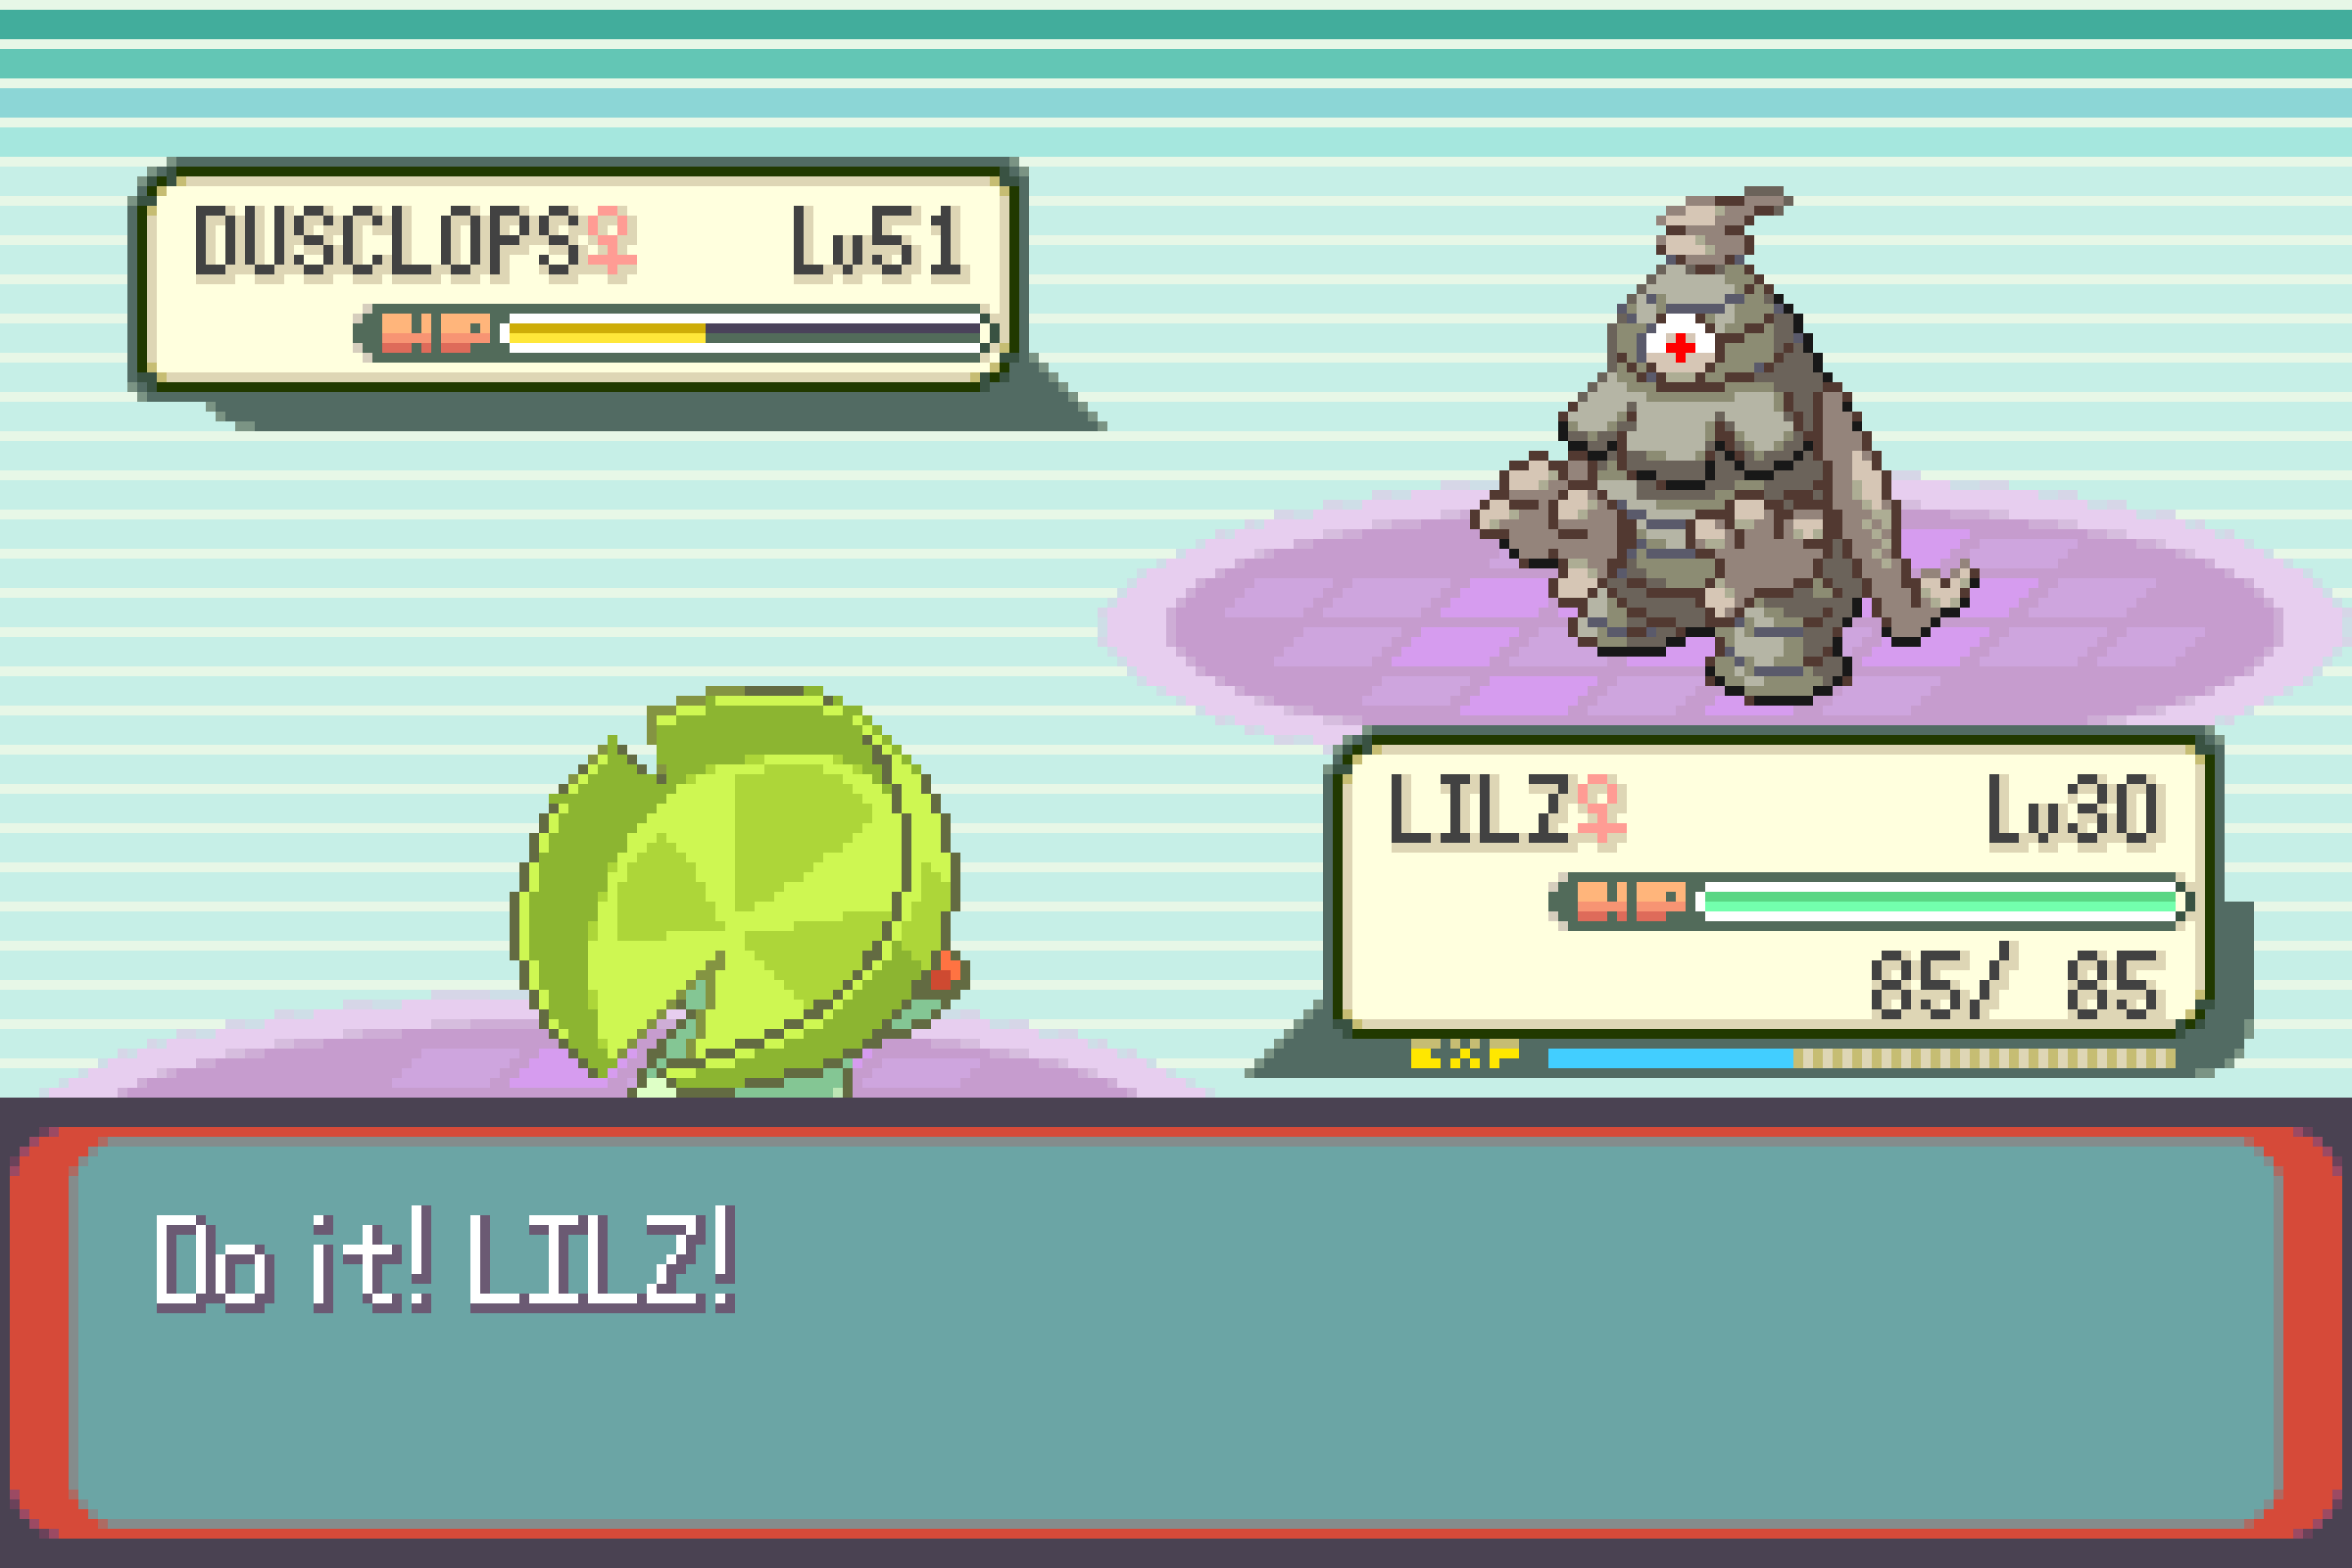 DUSCLOPS♀ Lv51
HP
LILZ♀ Lv30
HP
85/ 85
EXP
Do it! LILZ!